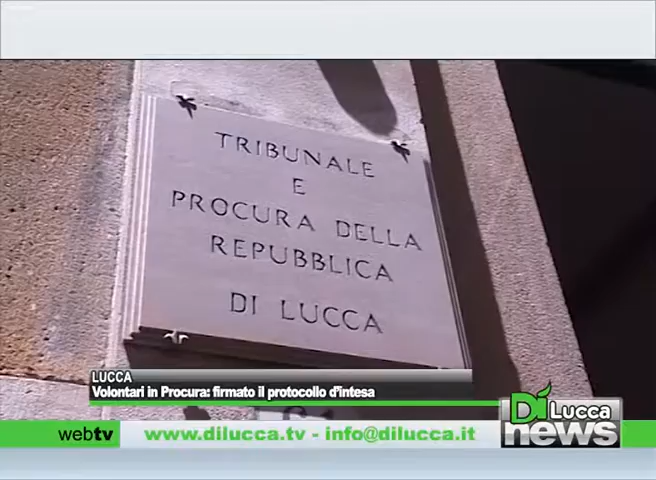 TRIBUNALE
E
PROCURA DELLA
REPUBBLICA
DI LUCCA
LUCCA
Volontari in Procura: firmato il protocollo d'intesa
webtv
www.dilucca.tv - info@dilucca.it
Di Lucca
news